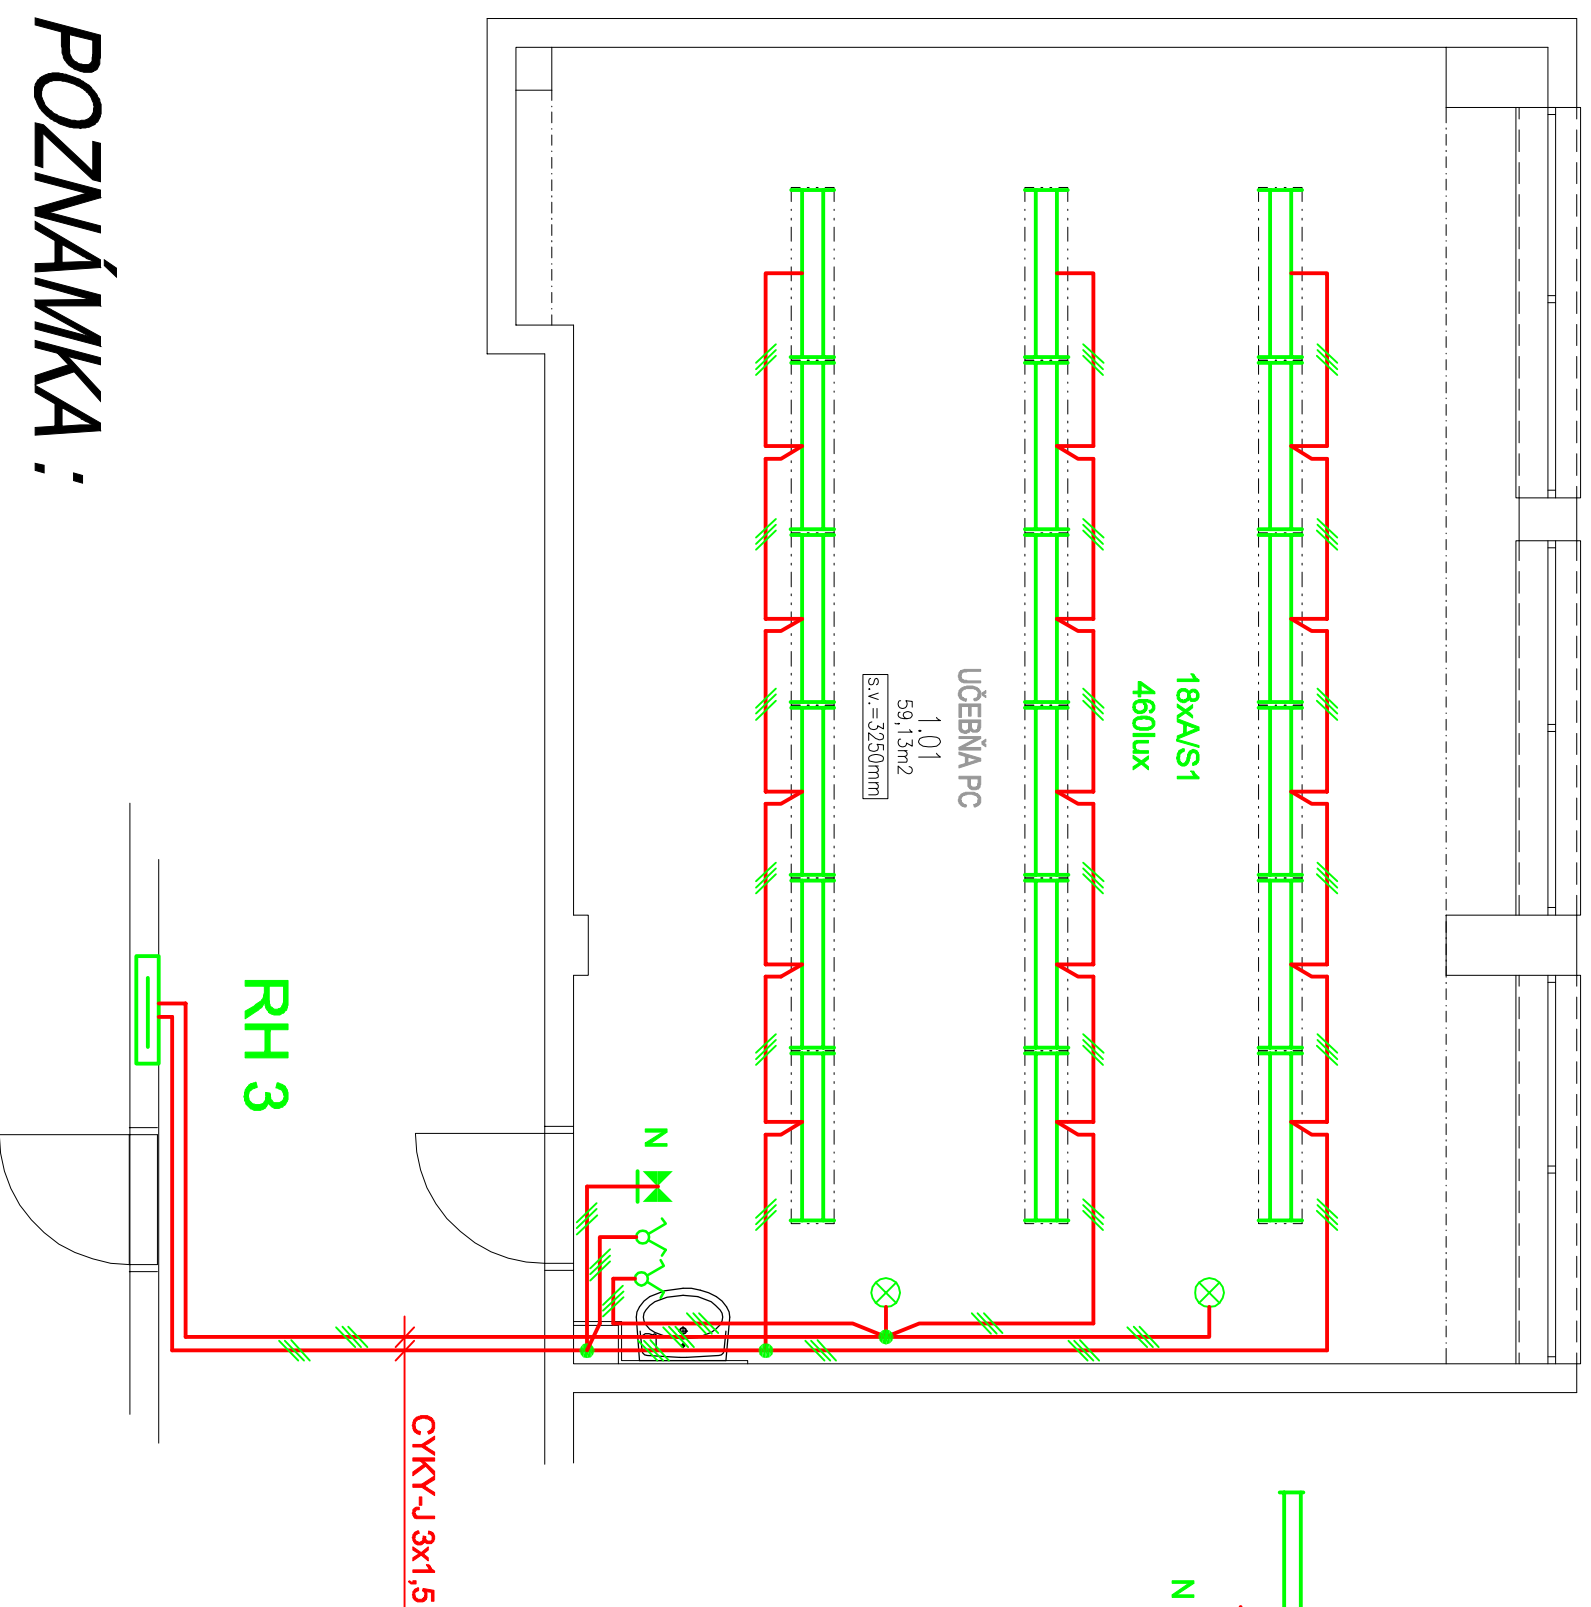 POZNÁMKA :
18xA/S1
460lux
UČEBŇA PC
1.01
59,13m2
s.v.=3250mm
RH 3
N
CYKY-J 3x1,5
N